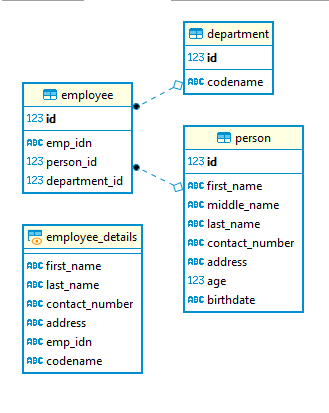 department
123 id
ABC codename
employee
123 id
ABC emp_idn
123 person_id
123 department_id
person
123 id
ABC first_name
ABC middle_name
ABC last_name
ABC contact_number
ABC address
123 age
ABC birthdate
employee_details
ABC first_name
ABC last_name
ABC contact_number
ABC address
ABC emp_idn
ABC codename